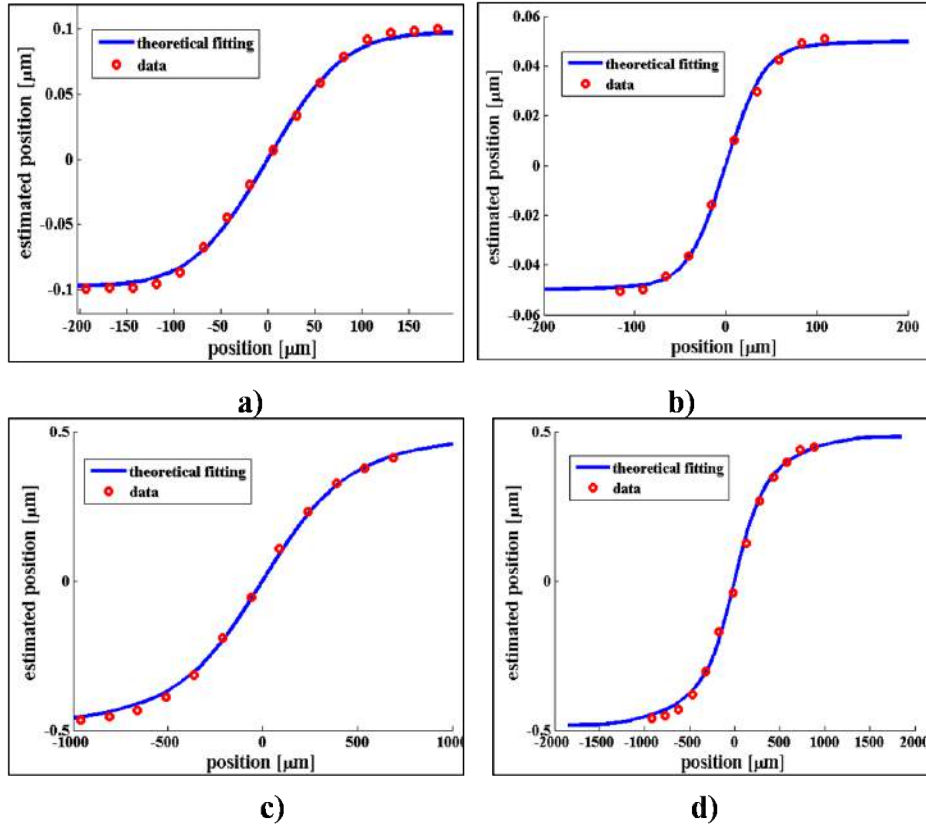 0.1
theoretical fitting
data
0.05
0
-0.05
-0.1
estimated position [μm]
-200 -150 -100 -50 0 50 100 150
position [μm]
a)
0.06
theoretical fitting
data
0.04
0.02
0
-0.02
-0.04
-0.06
estimated position [μm]
-200 -100 0 100 200
position [μm]
b)
0.5
theoretical fitting
data
0
-0.5
estimated position [μm]
-1000 -500 0 500 1000
position [μm]
c)
0.5
theoretical fitting
data
0
-0.5
estimated position [μm]
-2000 -1500 -1000 -500 0 500 1000 1500 2000
position [μm]
d)